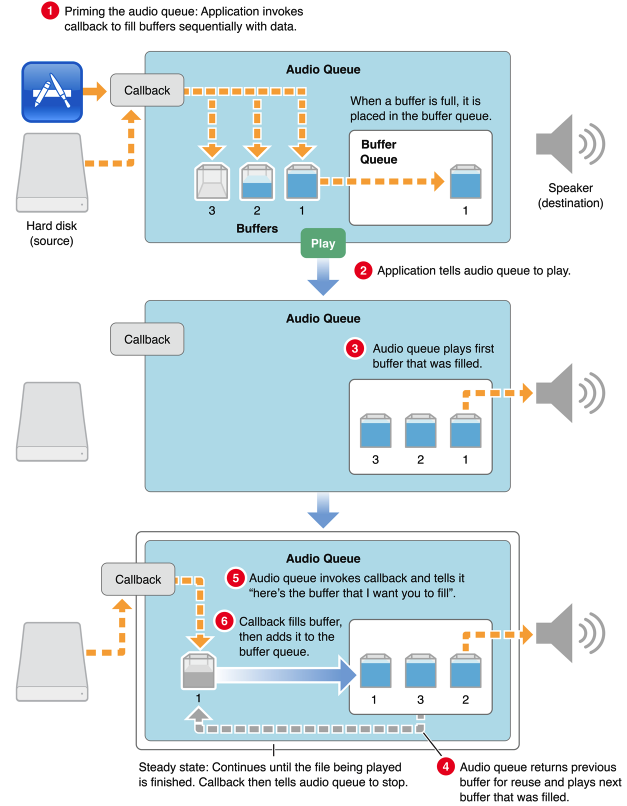 1 Priming the audio queue: Application invokes
callback to fill buffers sequentially with data.
Audio Queue
Callback
When a buffer is full, it is
placed in the buffer queue.
Buffer
Queue
Hard disk
(source)
3
2
1
1
Buffers
Speaker
(destination)
Play
2 Application tells audio queue to play.
Audio Queue
Callback
3 Audio queue plays first
buffer that was filled.
3
2
1
Audio Queue
Callback
5 Audio queue invokes callback and tells it
“here’s the buffer that I want you to fill”.
6 Callback fills buffer,
then adds it to the
buffer queue.
1
1
3
2
Steady state: Continues until the file being played
is finished. Callback then tells audio queue to stop.
4 Audio queue returns previous
buffer for reuse and plays next
buffer that was filled.